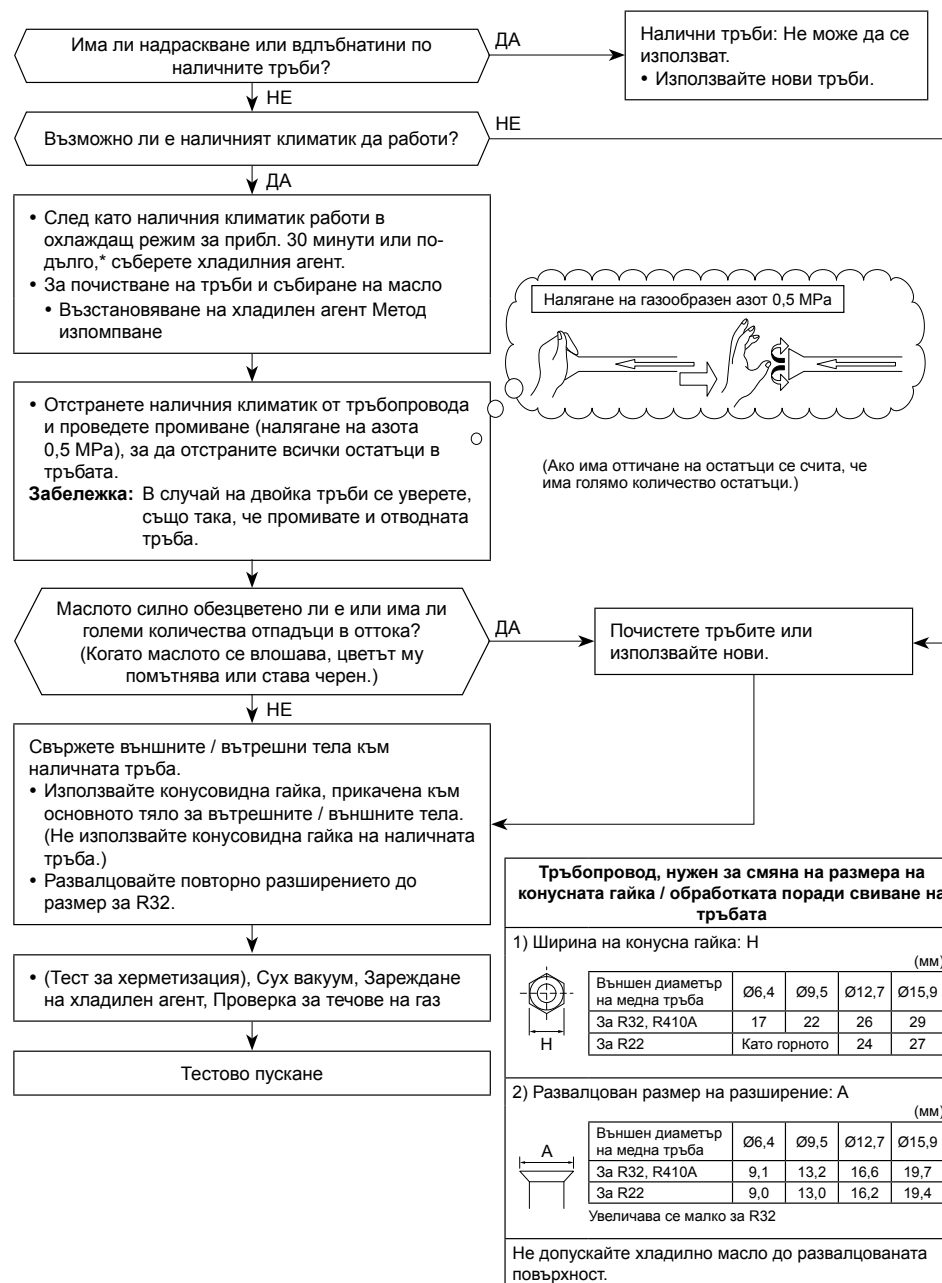 Има ли надраскване или вдлъбнатини по
наличните тръби?
ДА
Налични тръби: Не може да се
използват.
• Използвайте нови тръби.
НЕ
Възможно ли е наличният климатик да работи?
НЕ
ДА
• След като наличния климатик работи в
охлаждащ режим за прибл. 30 минути или по-
дълго,* съберете хладилния агент.
• За почистване на тръби и събиране на масло
• Възстановяване на хладилен агент Метод
изпомпване
Налягане на газообразен азот 0,5 MPa
• Отстранете наличния климатик от тръбопровода
и проведете промиване (налягане на азота
0,5 MPa), за да отстраните всички остатъци в
тръбата.
Забележка: В случай на двойка тръби се уверете,
също така, че промивате и отводната
тръба.
(Ако има оттичане на остатъци се счита, че
има голямо количество остатъци.)
Маслото силно обезцветено ли е или има ли
големи количества отпадъци в оттока?
(Когато маслото се влошава, цветът му
помътнява или става черен.)
ДА
Почистете тръбите или
използвайте нови.
НЕ
Свържете външните / вътрешни тела към
наличната тръба.
• Използвайте конусовидна гайка, прикачена към
основното тяло за вътрешните / външните тела.
(Не използвайте конусовидна гайка на наличната
тръба.)
• Развалцовайте повторно разширението до
размер за R32.
• (Тест за херметизация), Сух вакуум, Зареждане
на хладилен агент, Проверка за течове на газ
Тестово пускане
Тръбопровод, нужен за смяна на размера на
конусната гайка / обработката поради свиване на
тръбата
1) Ширина на конусна гайка: H
(мм)
H
Външен диаметър
на медна тръба Ø6,4 Ø9,5 Ø12,7 Ø15,9
За R32, R410A 17 22 26 29
За R22 Като горното 24 27
2) Развалцован размер на разширение: A
(мм)
A
Външен диаметър
на медна тръба Ø6,4 Ø9,5 Ø12,7 Ø15,9
За R32, R410A 9,1 13,2 16,6 19,7
За R22 9,0 13,0 16,2 19,4
Увеличава се малко за R32
Не допускайте хладилно масло до развалцованата
повърхност.